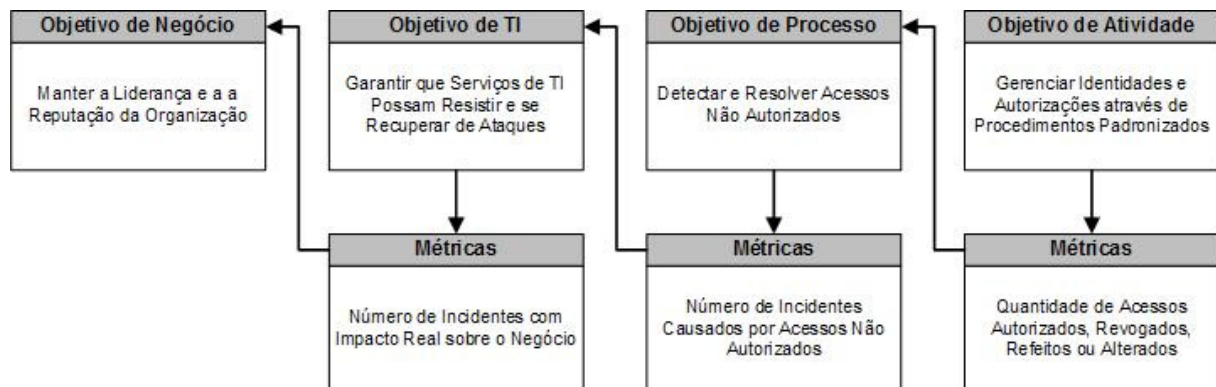 Objetivo de Negócio
Manter a Liderança e a a
Reputação da Organização
Objetivo de TI
Garantir que Serviços de TI
Possam Resistir e se
Recuperar de Ataques
Objetivo de Processo
Detectar e Resolver Acessos
Não Autorizados
Objetivo de Atividade
Gerenciar Identidades e
Autorizações através de
Procedimentos Padronizados
Métricas
Número de Incidentes com
Impacto Real sobre o Negócio
Métricas
Número de Incidentes
Causados por Acessos Não
Autorizados
Métricas
Quantidade de Acessos
Autorizados, Revogados,
Refeitos ou Alterados